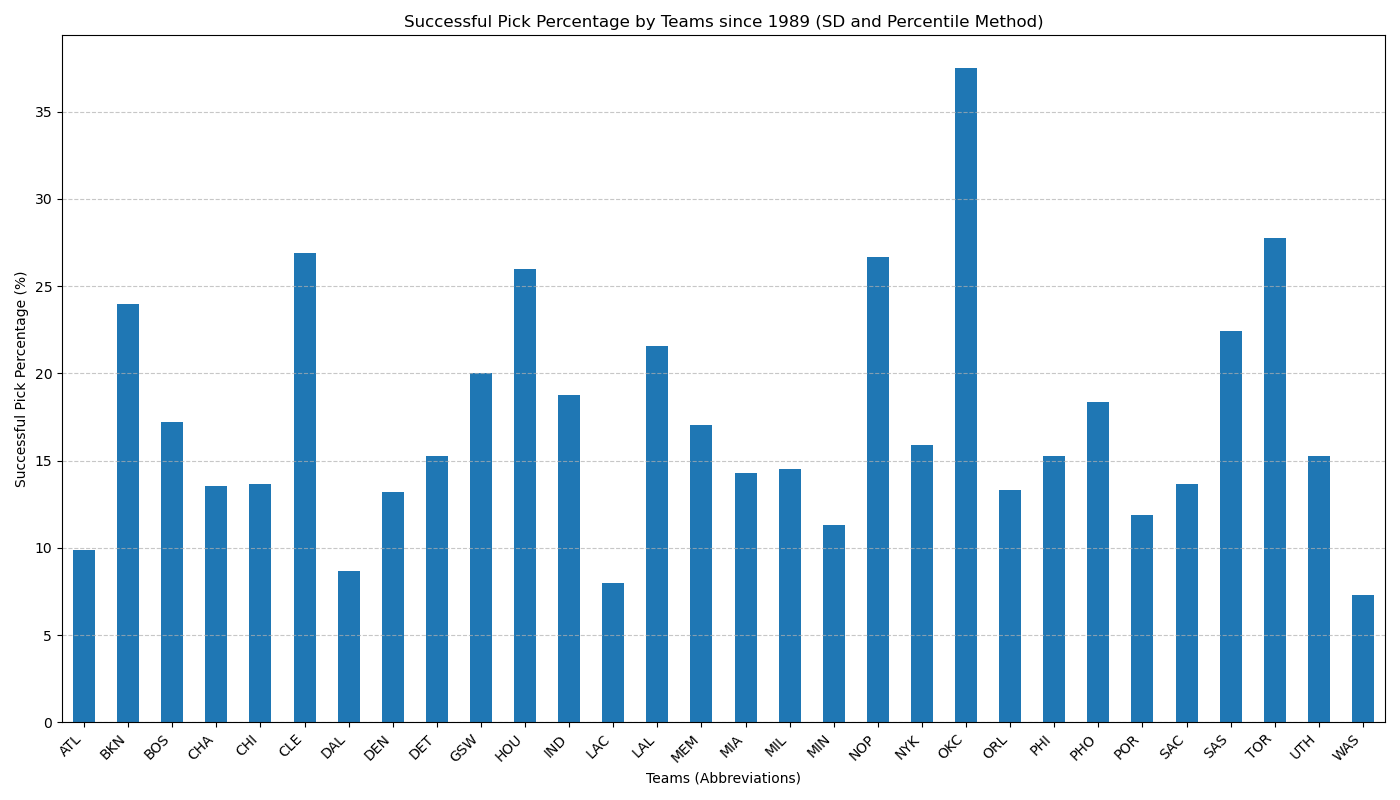 Successful Pick Percentage by Teams since 1989 (SD and Percentile Method)
Successful Pick Percentage (%)
35
30
25
20
15
10
5
0
ATL
BKN
BOS
CHA
CHI
CLE
DAL
DEN
DET
GSW
HOU
IND
LAC
LAL
MEM
MIA
MIL
MIN
NOP
NYK
OKC
ORL
PHI
PHO
POR
SAC
SAS
TOR
UTH
WAS
Teams (Abbreviations)